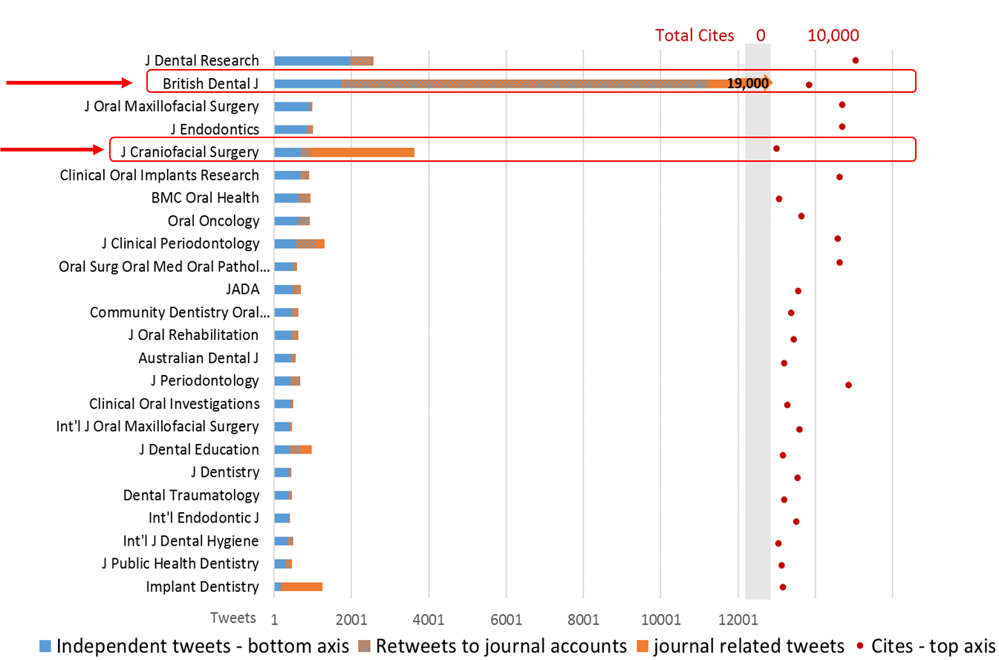 Total Cites 0 10,000
J Dental Research
British Dental J 19,000
J Oral Maxillofacial Surgery
J Endodontics
J Craniofacial Surgery
Clinical Oral Implants Research
BMC Oral Health
Oral Oncology
J Clinical Periodontology
Oral Surg Oral Med Oral Pathol...
JADA
Community Dentistry Oral...
J Oral Rehabilitation
Australian Dental J
J Periodontology
Clinical Oral Investigations
Int'l J Oral Maxillofacial Surgery
J Dental Education
J Dentistry
Dental Traumatology
Int'l Endodontic J
Int'l J Dental Hygiene
J Public Health Dentistry
Implant Dentistry
Tweets 1 2001 4001 6001 8001 10001 12001
Independent tweets - bottom axis Retweets to journal accounts journal related tweets Cites - top axis